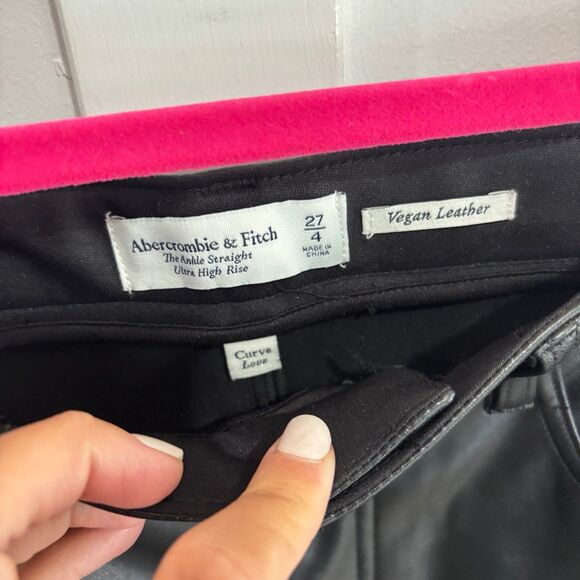 Abercrombie & Fitch
The Ankle Straight
Ultra High Rise
27
4
MADE IN
CHINA
Vegan Leather
Curve
Love